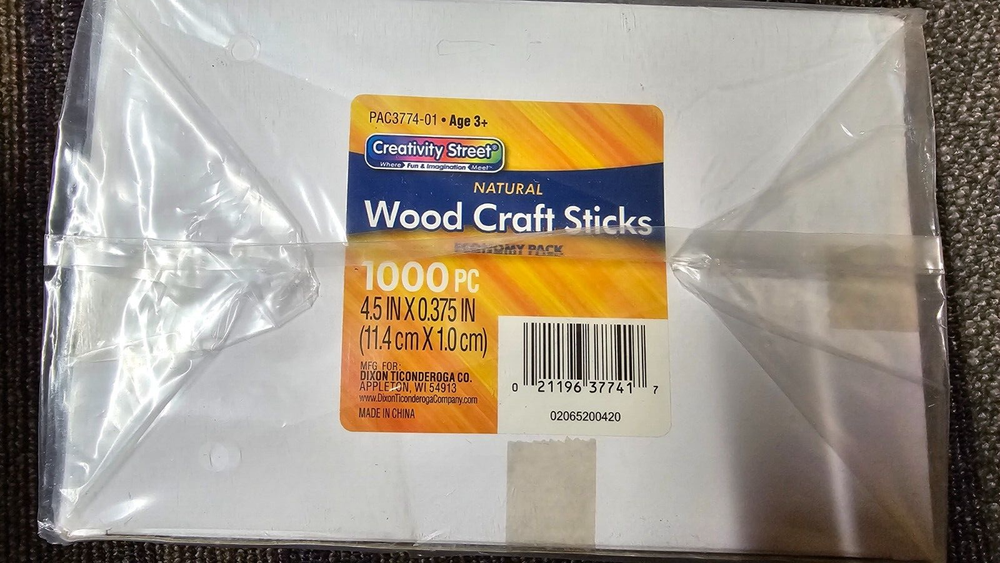 PAC3774-01 • Age 3+
Creativity Street®
Where Fun & Imagination Meet™
NATURAL
Wood Craft Sticks
ECONOMY PACK
1000 PC
4.5 IN X 0.375 IN
(11.4 cm X 1.0 cm)
MFG. FOR:
DIXON TICONDEROGA CO.
APPLETON, WI 54913
www.DixonTiconderogaCompany.com
MADE IN CHINA
0 21196 37741 7
02065200420